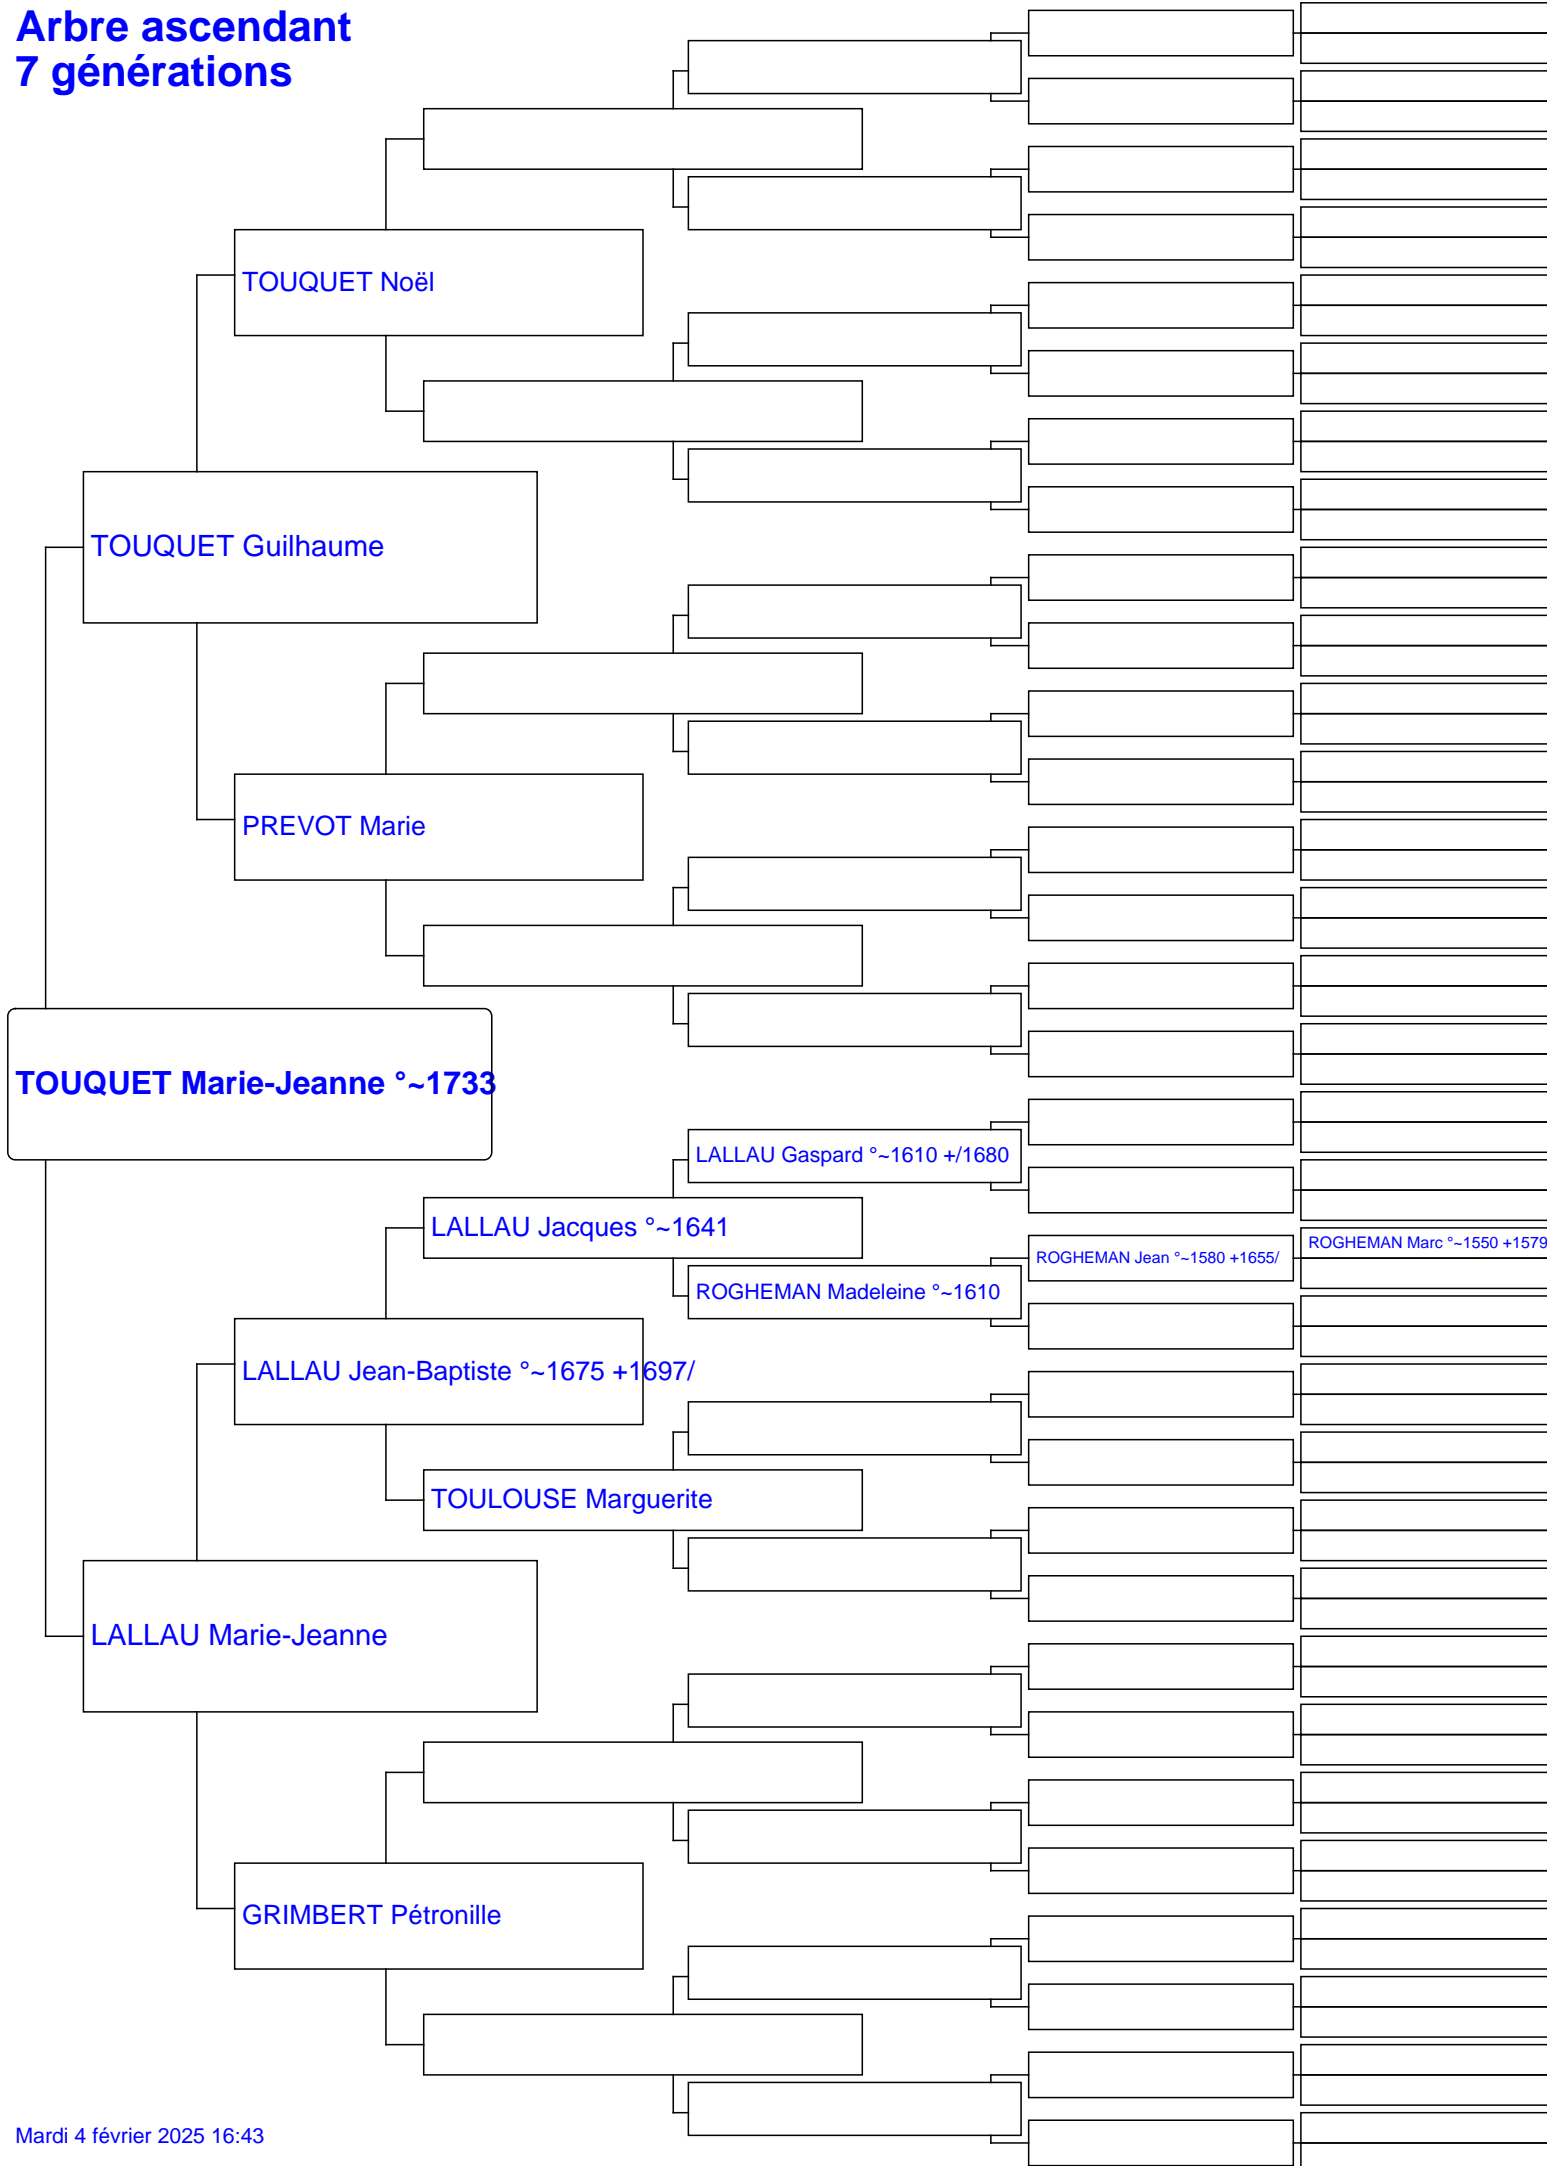 Arbre ascendant
7 générations
TOUQUET Noël
TOUQUET Guilhaume
PREVOT Marie
TOUQUET Marie-Jeanne °~1733
LALLAU Gaspard °~1610 +/1680
LALLAU Jacques °~1641
ROGHEMAN Marc °~1550 +1579
ROGHEMAN Jean °~1580 +1655/
ROGHEMAN Madeleine °~1610
LALLAU Jean-Baptiste °~1675 +1697/
TOULOUSE Marguerite
LALLAU Marie-Jeanne
GRIMBERT Pétronille
Mardi 4 février 2025 16:43